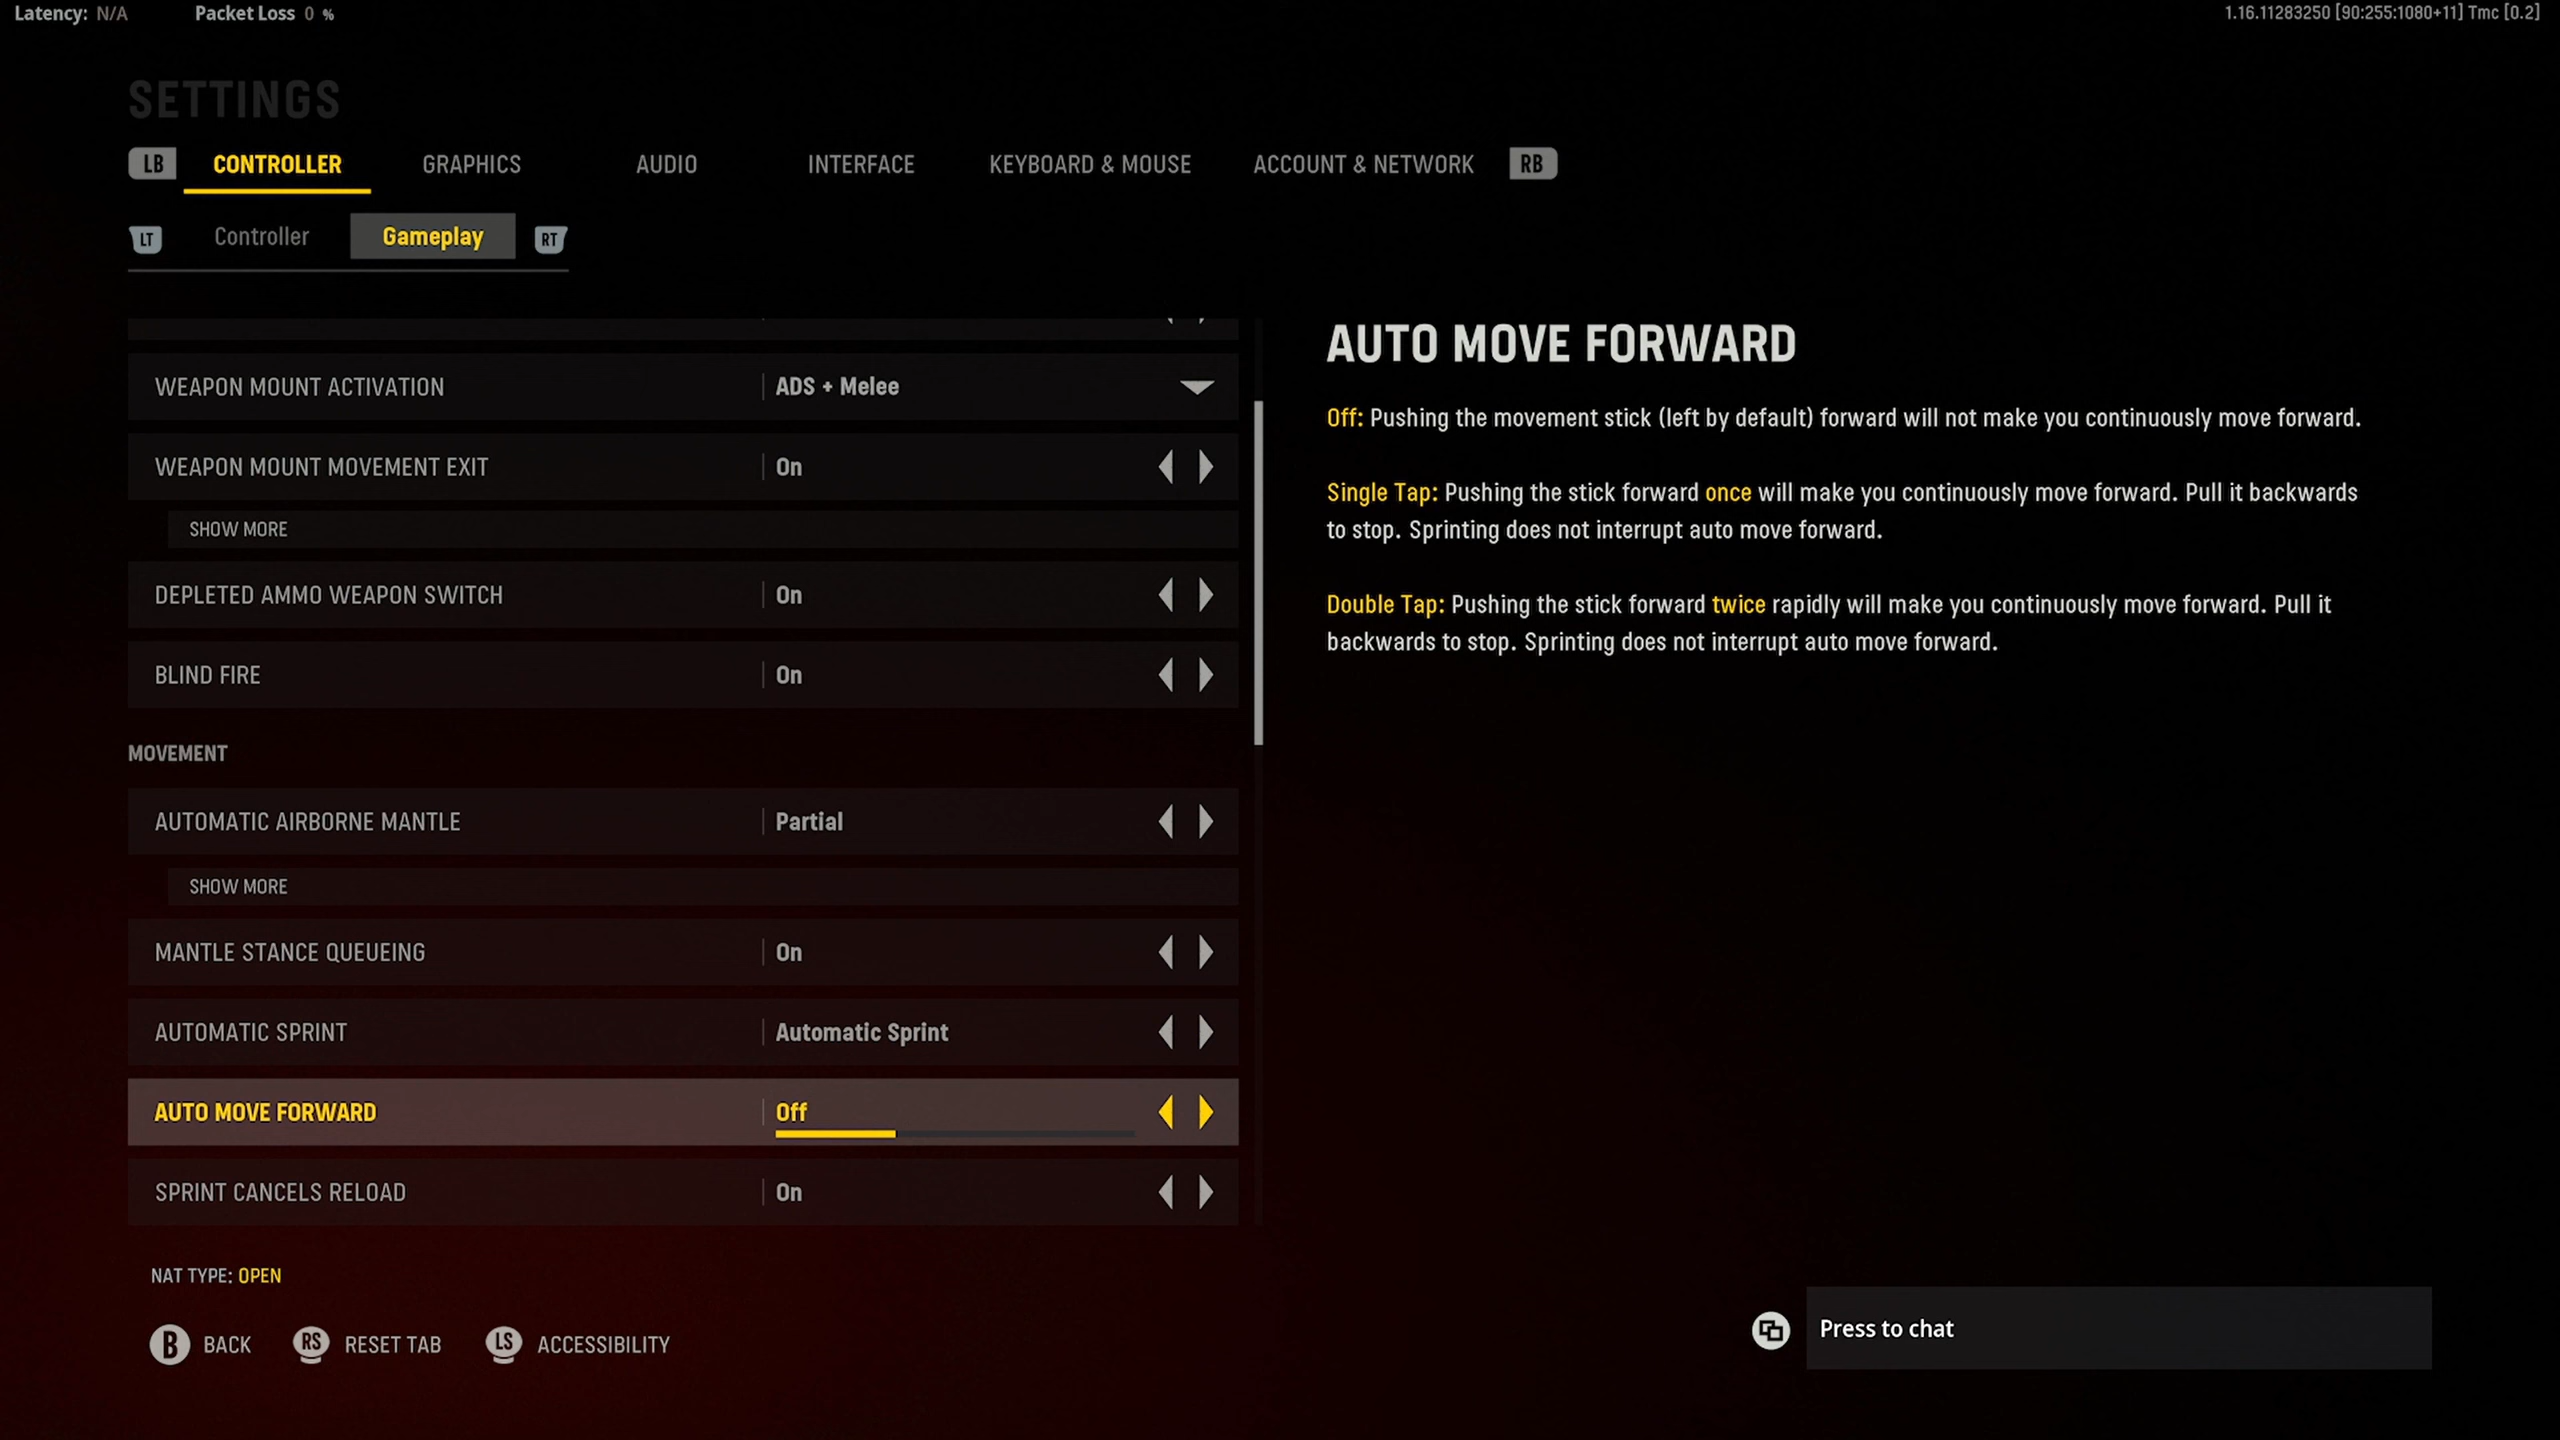 Latency: N/A Packet Loss 0 %
1.16.11283250 [90:255:1080+11] Tmc [0.2]
SETTINGS
LB CONTROLLER GRAPHICS AUDIO INTERFACE KEYBOARD & MOUSE ACCOUNT & NETWORK RB
LT Controller Gameplay RT
WEAPON MOUNT ACTIVATION ADS + Melee
WEAPON MOUNT MOVEMENT EXIT On
SHOW MORE
DEPLETED AMMO WEAPON SWITCH On
BLIND FIRE On
MOVEMENT
AUTOMATIC AIRBORNE MANTLE Partial
SHOW MORE
MANTLE STANCE QUEUEING On
AUTOMATIC SPRINT Automatic Sprint
AUTO MOVE FORWARD Off
SPRINT CANCELS RELOAD On
AUTO MOVE FORWARD
Off: Pushing the movement stick (left by default) forward will not make you continuously move forward.
Single Tap: Pushing the stick forward once will make you continuously move forward. Pull it backwards
to stop. Sprinting does not interrupt auto move forward.
Double Tap: Pushing the stick forward twice rapidly will make you continuously move forward. Pull it
backwards to stop. Sprinting does not interrupt auto move forward.
NAT TYPE: OPEN
B BACK RS RESET TAB LS ACCESSIBILITY
Press to chat